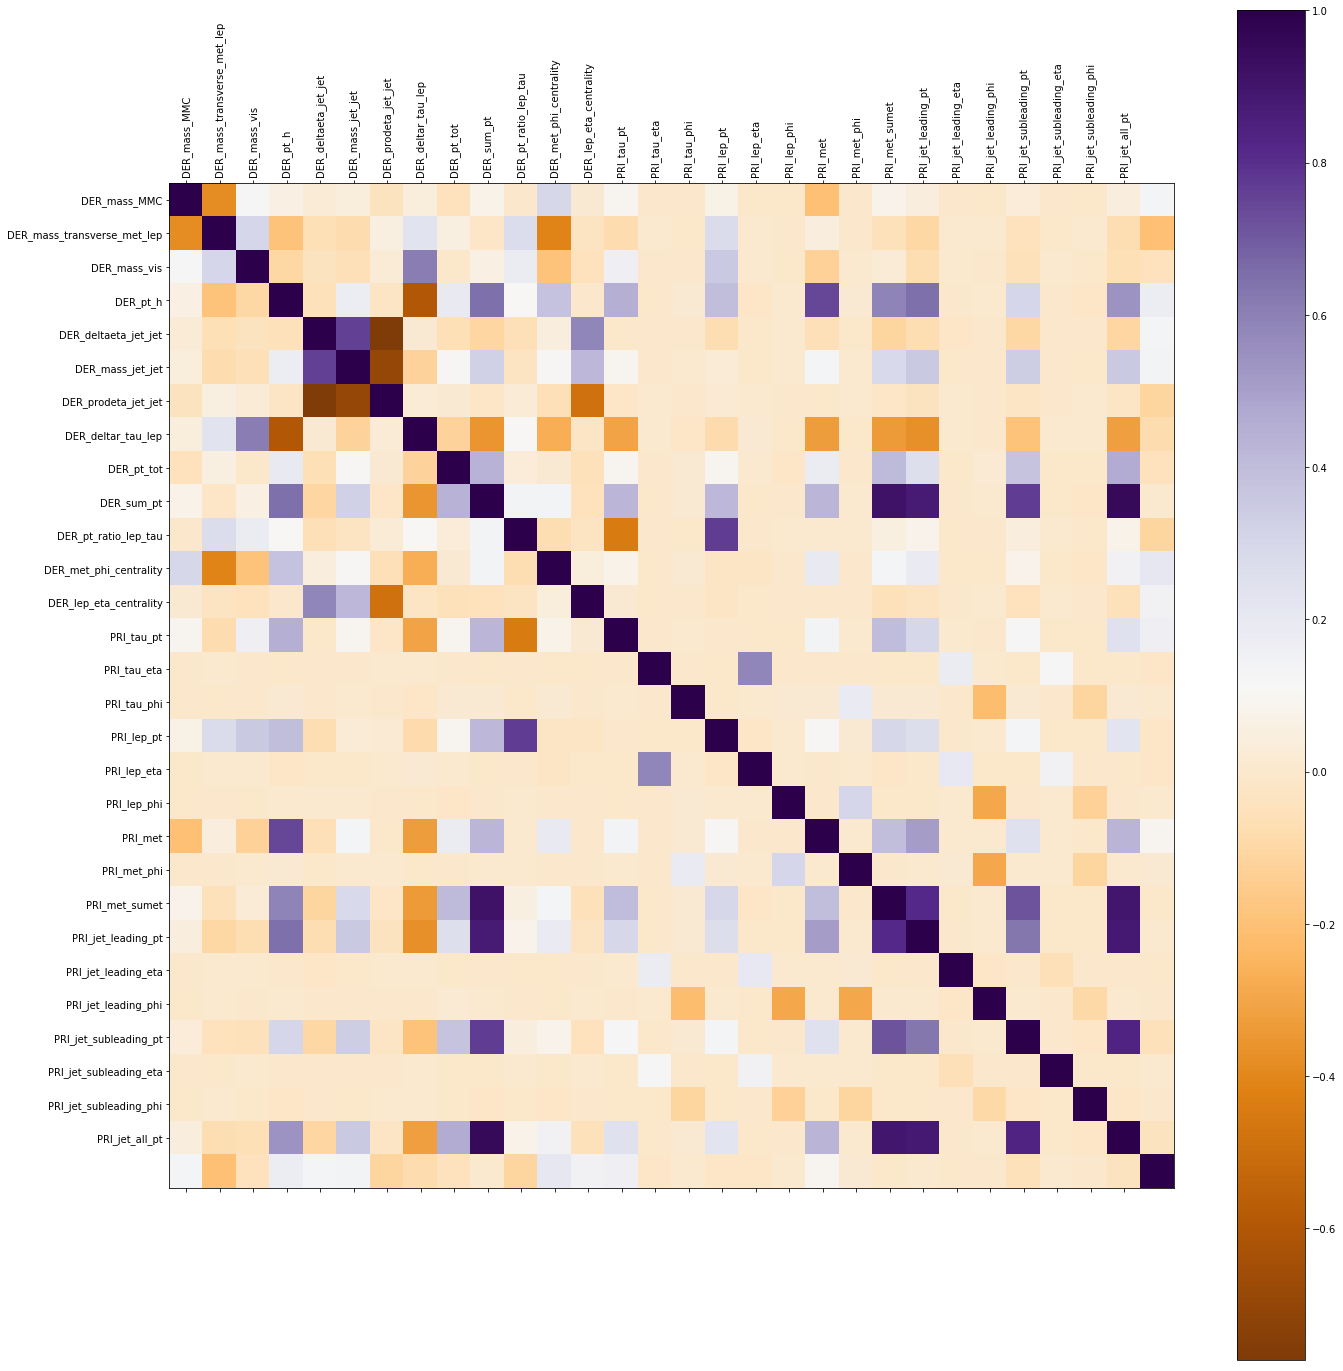 DER_mass_MMC
DER_mass_transverse_met_lep
DER_mass_vis
DER_pt_h
DER_deltaeta_jet_jet
DER_mass_jet_jet
DER_prodeta_jet_jet
DER_deltar_tau_lep
DER_pt_tot
DER_sum_pt
DER_pt_ratio_lep_tau
DER_met_phi_centrality
DER_lep_eta_centrality
PRI_tau_pt
PRI_tau_eta
PRI_tau_phi
PRI_lep_pt
PRI_lep_eta
PRI_lep_phi
PRI_met
PRI_met_phi
PRI_met_sumet
PRI_jet_leading_pt
PRI_jet_leading_eta
PRI_jet_leading_phi
PRI_jet_subleading_pt
PRI_jet_subleading_eta
PRI_jet_subleading_phi
PRI_jet_all_pt
DER_mass_MMC
DER_mass_transverse_met_lep
DER_mass_vis
DER_pt_h
DER_deltaeta_jet_jet
DER_mass_jet_jet
DER_prodeta_jet_jet
DER_deltar_tau_lep
DER_pt_tot
DER_sum_pt
DER_pt_ratio_lep_tau
DER_met_phi_centrality
DER_lep_eta_centrality
PRI_tau_pt
PRI_tau_eta
PRI_tau_phi
PRI_lep_pt
PRI_lep_eta
PRI_lep_phi
PRI_met
PRI_met_phi
PRI_met_sumet
PRI_jet_leading_pt
PRI_jet_leading_eta
PRI_jet_leading_phi
PRI_jet_subleading_pt
PRI_jet_subleading_eta
PRI_jet_subleading_phi
PRI_jet_all_pt
1.0
0.8
0.6
0.4
0.2
0.0
−0.2
−0.4
−0.6